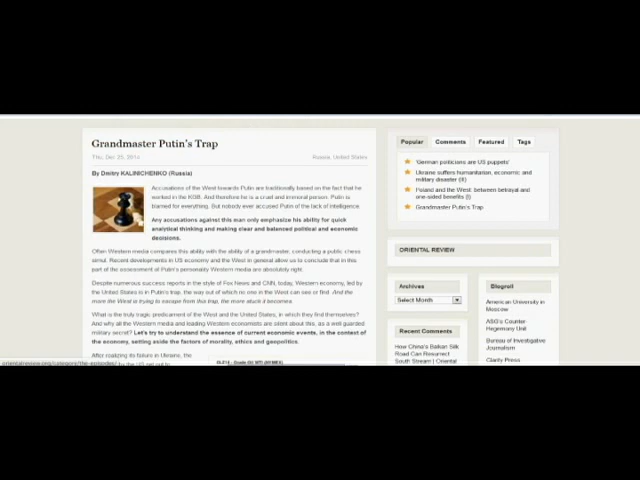 Grandmaster Putin's Trap
Thu, Dec 25, 2014
Russia, United States
By Dmitry KALINICHENKO (Russia)
Accusations of the West towards Putin are traditionally based on the fact that he
worked in the KGB. And therefore he is a cruel and immoral person. Putin is
blamed for everything. But nobody ever accused Putin of the lack of intelligence.
Any accusations against this man only emphasize his ability for quick
analytical thinking and making clear and balanced political and economic
decisions.
Often Western media compares this ability with the ability of a grandmaster, conducting a public chess
simul. Recent developments in US economy and the West in general allow us to conclude that in this
part of the assessment of Putin's personality Western media are absolutely right.
Despite numerous success reports in the style of Fox News and CNN, today, Western economy, led by
the United States is in Putin's trap, the way out of which no one in the West can see or find. And the
more the West is trying to escape from this trap, the more stuck it becomes.
What is the truly tragic predicament of the West and the United States, in which they find themselves?
And why all the Western media and leading Western economists are silent about this, as a well guarded
military secret? Let's try to understand the essence of current economic events, in the context of
the economy, setting aside the factors of morality, ethics and geopolitics.
After realizing its failure in Ukraine, the
Popular
Comments
Featured
Tags
'German politicians are US puppets'
Ukraine suffers humanitarian, economic and
military disaster (II)
Poland and the West: between betrayal and
one-sided benefits (I)
Grandmaster Putin's Trap
ORIENTAL REVIEW
Archives
Select Month
Recent Comments
How China's Balkan Silk
Road Can Resurrect
South Stream | Oriental
Blogroll
American University in
Moscow
ASG's Counter-
Hegemony Unit
Bureau of Investigative
Journalism
Clarity Press